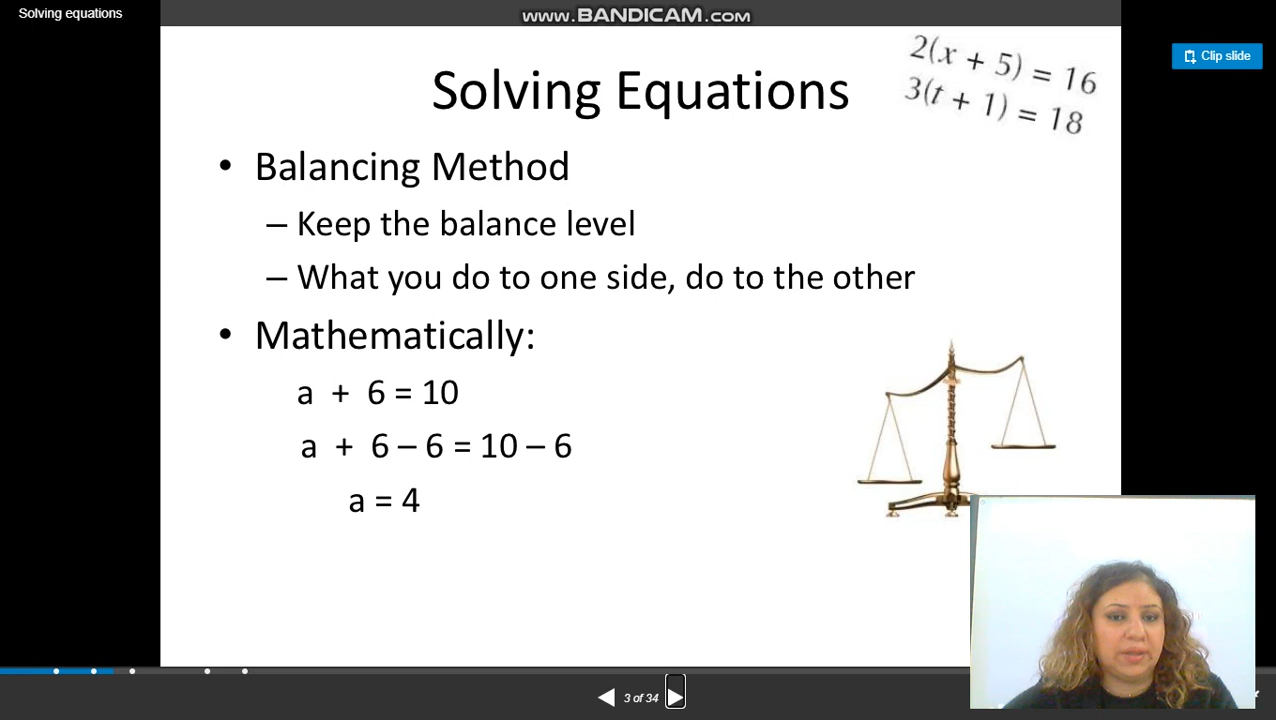 Solving equations
www.BANDICAM.com
Clip slide
2(x + 5) = 16
3(t + 1) = 18
Solving Equations
• Balancing Method
– Keep the balance level
– What you do to one side, do to the other
• Mathematically:
a + 6 = 10
a + 6 – 6 = 10 – 6
a = 4
3 of 34